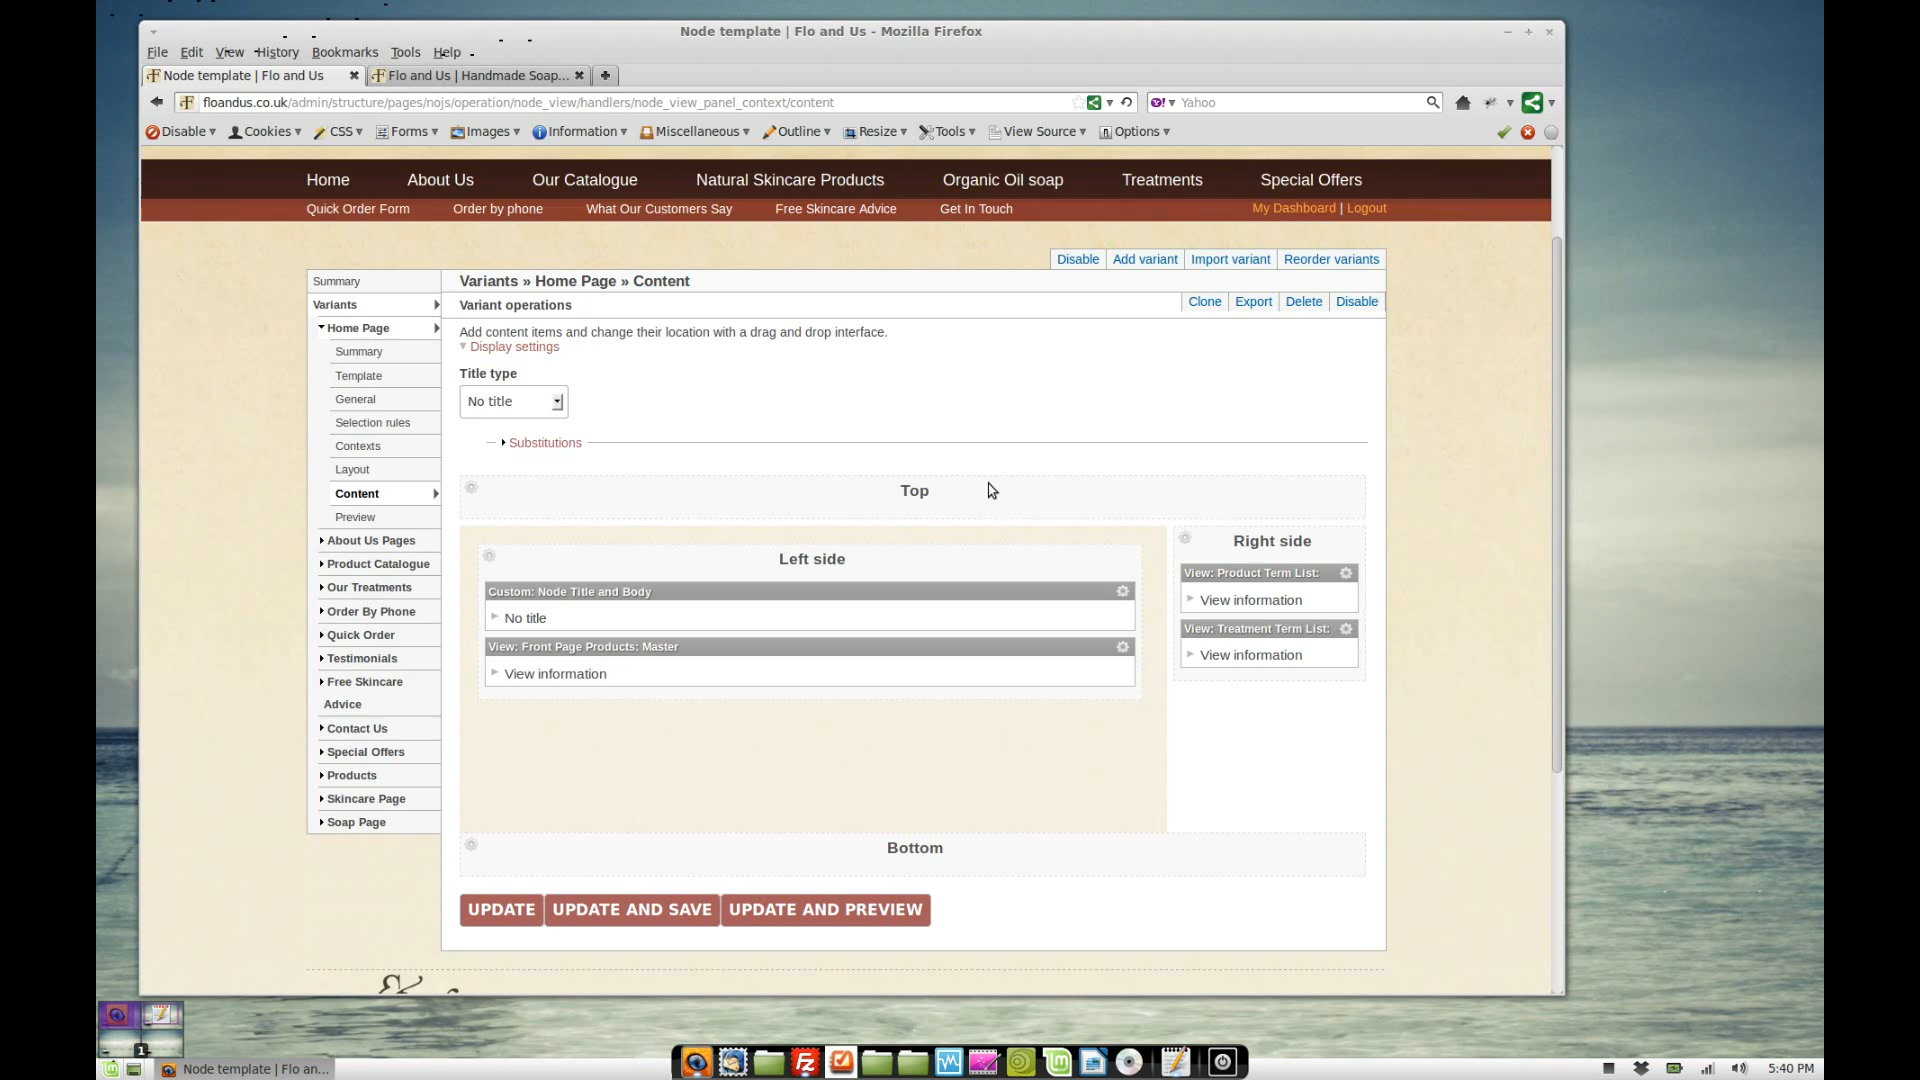 Node template | Flo and Us - Mozilla Firefox
File Edit View History Bookmarks Tools Help
Node template | Flo and Us Flo and Us | Handmade Soap...
floandus.co.uk/admin/structure/pages/nojs/operation/node_view/handlers/node_view_panel_context/content Yahoo
Disable Cookies CSS Forms Images Information Miscellaneous Outline Resize Tools View Source Options
Home About Us Our Catalogue Natural Skincare Products Organic Oil soap Treatments Special Offers
Quick Order Form Order by phone What Our Customers Say Free Skincare Advice Get In Touch My Dashboard | Logout
Disable Add variant Import variant Reorder variants
Summary
Variants
Home Page
Summary
Template
General
Selection rules
Contexts
Layout
Content
Preview
About Us Pages
Product Catalogue
Our Treatments
Order By Phone
Quick Order
Testimonials
Free Skincare
Advice
Contact Us
Special Offers
Products
Skincare Page
Soap Page
Variants » Home Page » Content
Variant operations Clone Export Delete Disable
Add content items and change their location with a drag and drop interface.
Display settings
Title type
No title
Substitutions
Top
Left side
Custom: Node Title and Body
No title
View: Front Page Products: Master
View information
Right side
View: Product Term List:
View information
View: Treatment Term List:
View information
Bottom
UPDATE UPDATE AND SAVE UPDATE AND PREVIEW
1
Node template | Flo an... 5:40 PM